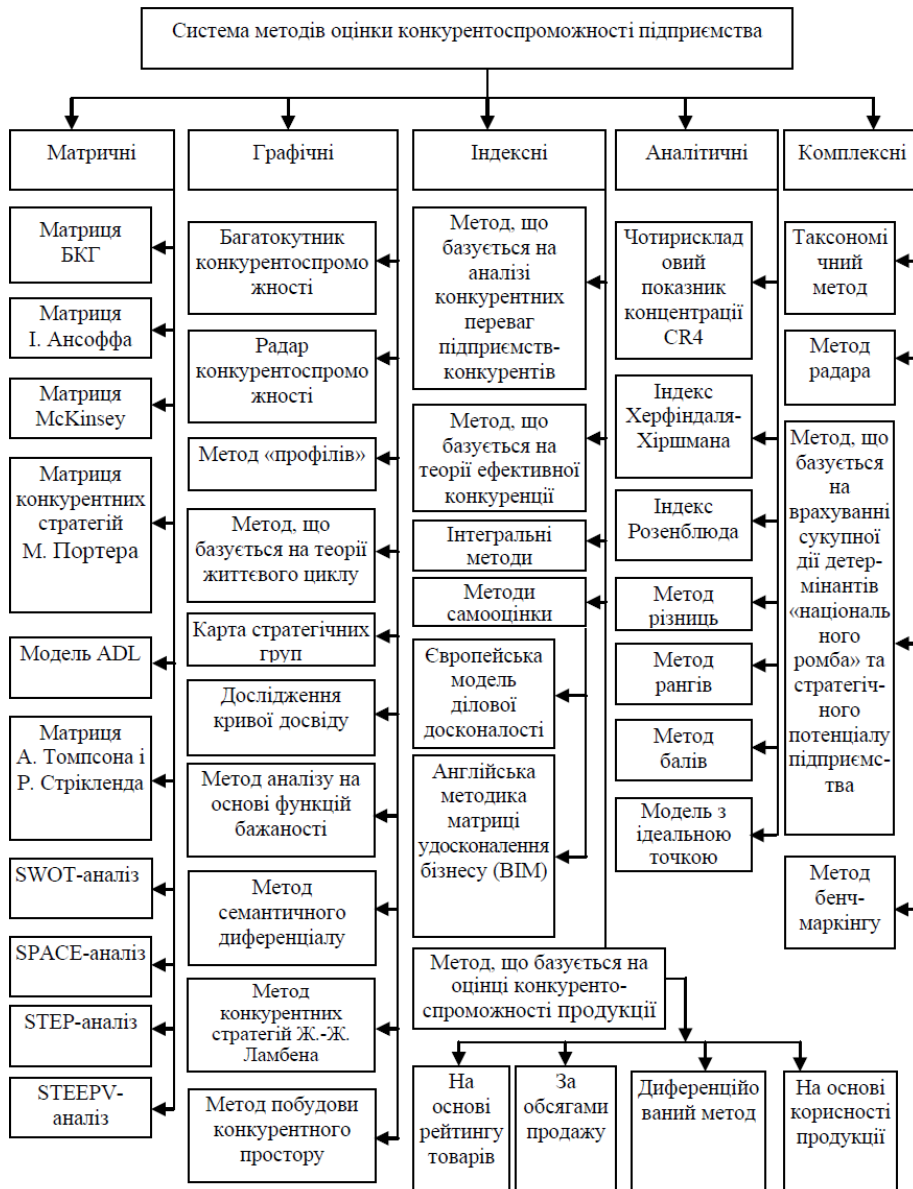 Система методів оцінки конкурентоспроможності підприємства
Матричні
Графічні
Індексні
Аналітичні
Комплексні
Матриця
БКГ
Матриця
І. Ансоффа
Матриця
McKinsey
Матриця
конкурентних
стратегій
М. Портера
Модель ADL
Матриця
А. Томпсона і
Р. Стрікленда
SWOT-аналіз
SPACE-аналіз
STEP-аналіз
STEEPV-
аналіз
Багатокутник
конкурентоспромо
жності
Радар
конкурентоспромо
жності
Метод «профілів»
Метод, що
базується на теорії
життєвого циклу
Карта стратегічних
груп
Дослідження
кривої досвіду
Метод аналізу на
основі функцій
бажаності
Метод
семантичного
диференціалу
Метод
конкурентних
стратегій Ж.-Ж.
Ламбена
Метод побудови
конкурентного
простору
Метод, що
базується на
аналізі
конкурентних
переваг
підприємств-
конкурентів
Метод, що
базується на
теорії ефективної
конкуренції
Інтегральні
методи
Методи
самооцінки
Європейська
модель
ділової
досконалості
Англійська
методика
матриці
удосконалення
бізнесу (BIM)
Метод, що базується на
оцінці конкуренто-
спроможності продукції
На
основі
рейтингу
товарів
За
обсягами
продажу
Диференцій
ований метод
На основі
корисності
продукції
Чотирисклад
овий
показник
концентрації
CR4
Індекс
Херфіндаля-
Хіршмана
Індекс
Розенблюда
Метод
різниць
Метод
рангів
Метод
балів
Модель з
ідеальною
точкою
Таксономі
чний
метод
Метод
радара
Метод, що
базується
на
врахуванні
сукупної
дії детер-
мінантів
«національ
ного
ромба» та
стратегіч-
ного
потенціалу
підприємс-
тва
Метод
бенч-
маркінгу